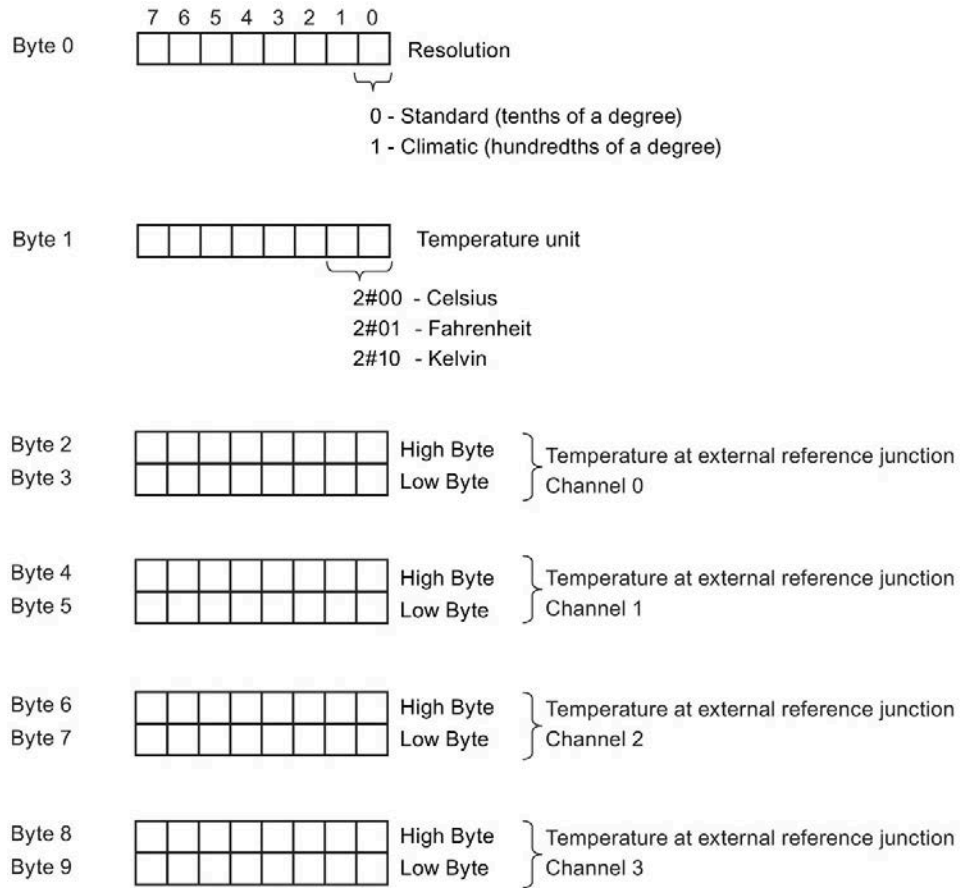 7 6 5 4 3 2 1 0
Byte 0 Resolution
0 - Standard (tenths of a degree)
1 - Climatic (hundredths of a degree)
Byte 1 Temperature unit
2#00 - Celsius
2#01 - Fahrenheit
2#10 - Kelvin
Byte 2 High Byte Temperature at external reference junction
Byte 3 Low Byte Channel 0
Byte 4 High Byte Temperature at external reference junction
Byte 5 Low Byte Channel 1
Byte 6 High Byte Temperature at external reference junction
Byte 7 Low Byte Channel 2
Byte 8 High Byte Temperature at external reference junction
Byte 9 Low Byte Channel 3